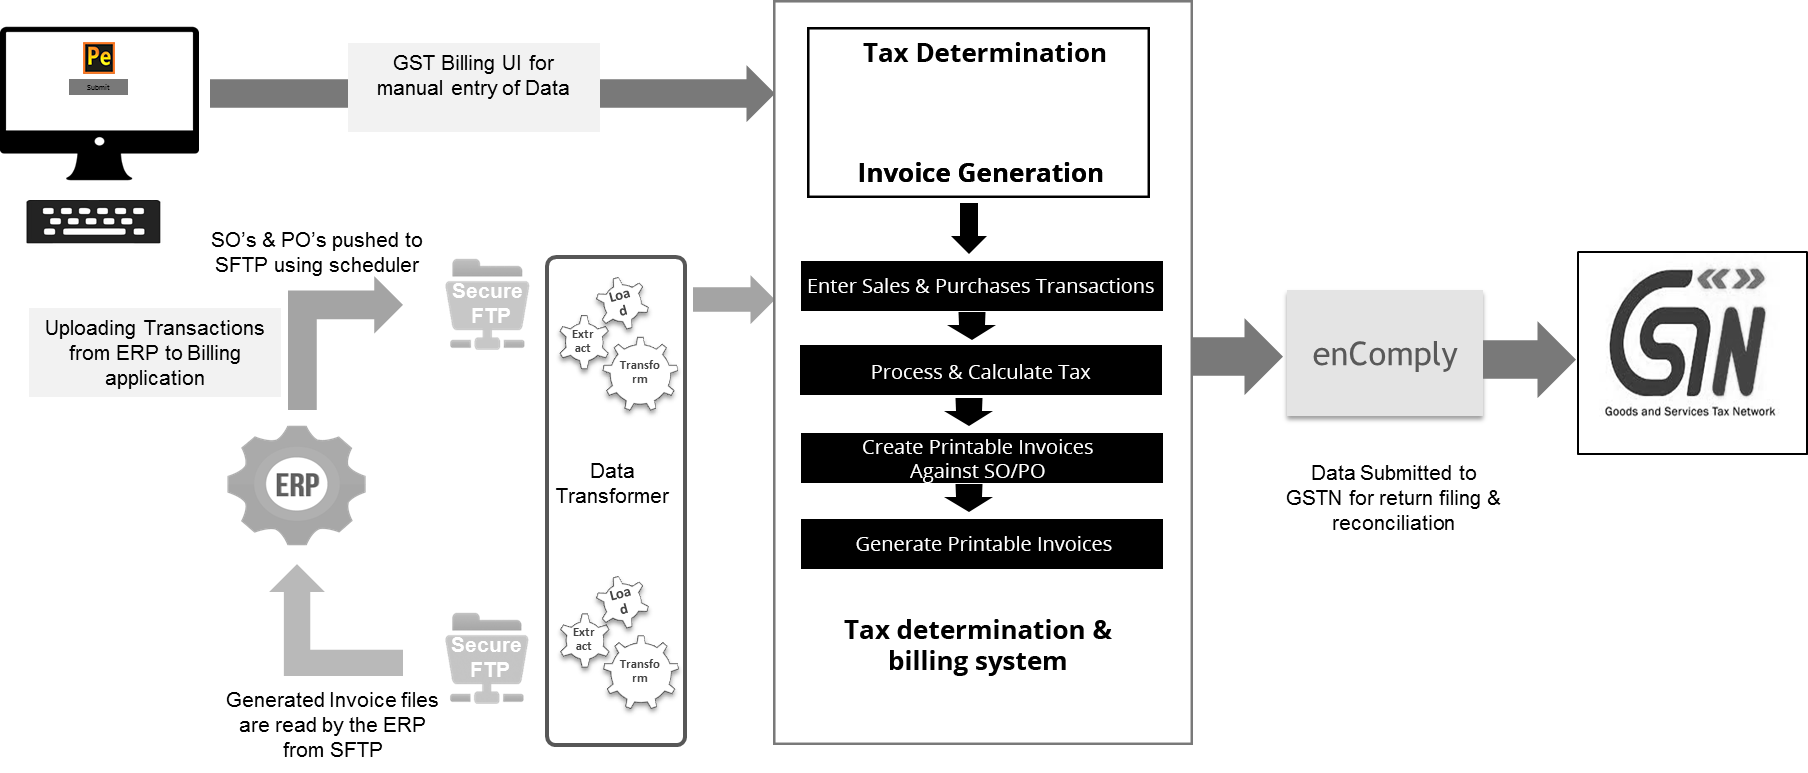 Pe
Submit
GST Billing UI for
manual entry of Data
Tax Determination
Invoice Generation
SO's & PO's pushed to
SFTP using scheduler
Uploading Transactions
from ERP to Billing
application
Secure
FTP
Loa
d
Extr
act
Transfo
rm
Data
Transformer
ERP
Secure
FTP
Loa
d
Extr
act
Transfo
rm
Generated Invoice files
are read by the ERP
from SFTP
Enter Sales & Purchases Transactions
Process & Calculate Tax
Create Printable Invoices
Against SO/PO
Generate Printable Invoices
Tax determination &
billing system
enComply
Data Submitted to
GSTN for return filing &
reconciliation
GSTN
Goods and Services Tax Network